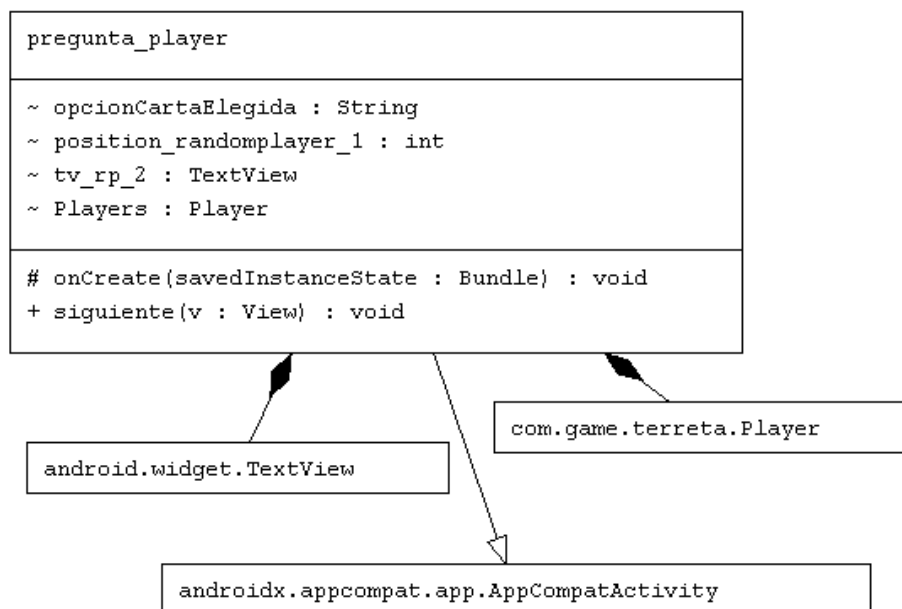 pregunta_player
~ opcionCartaElegida : String
~ position_randomplayer_1 : int
~ tv_rp_2 : TextView
~ Players : Player
# onCreate(savedInstanceState : Bundle) : void
+ siguiente(v : View) : void
com.game.terreta.Player
android.widget.TextView
androidx.appcompat.app.AppCompatActivity